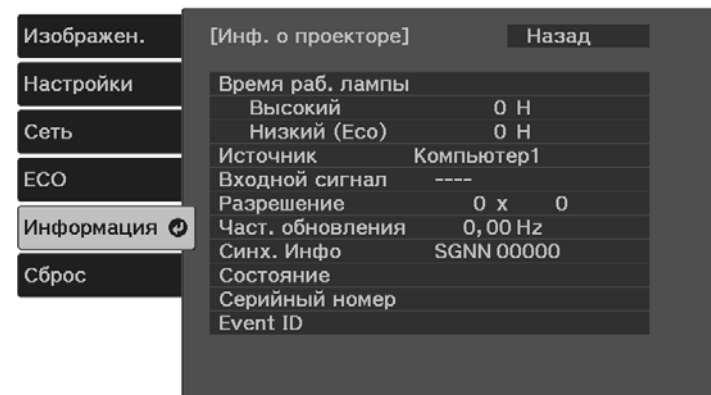 Изображен.
Настройки
Сеть
ECO
Информация
Сброс
[Инф. о проекторе] Назад
Время раб. лампы
Высокий 0 H
Низкий (Eco) 0 H
Источник Компьютер1
Входной сигнал ----
Разрешение 0 x 0
Част. обновления 0,00 Hz
Синх. Инфо SGNN 00000
Состояние
Серийный номер
Event ID